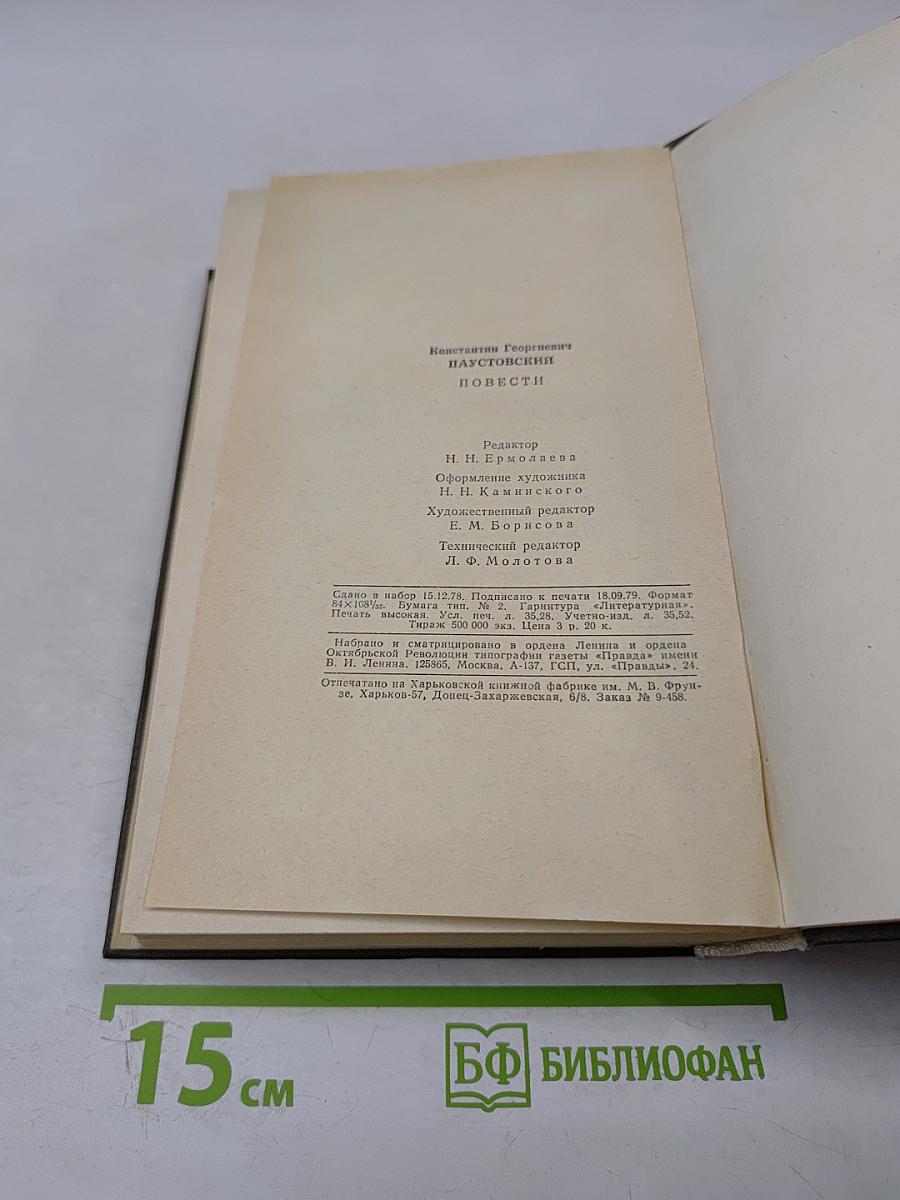 Константин Георгиевич
ПАУСТОВСКИЙ
ПОВЕСТИ
Редактор
Н. Н. Ермолаева
Оформление художника
Н. Н. Каминского
Художественный редактор
Е. М. Борисова
Технический редактор
Л. Ф. Молотова
Сдано в набор 15.12.78. Подписано к печати 18.09.79. Формат
84×108¹/₃₂. Бумага тип. № 2. Гарнитура «Литературная».
Печать высокая. Усл. печ. л. 35,28. Учетно-изд. л. 35,52.
Тираж 500 000 экз. Цена 3 р. 20 к.
Набрано и сматрицировано в ордена Ленина и ордена
Октябрьской Революции типографии газеты «Правда» имени
В. И. Ленина. 125865, Москва, А-137, ГСП, ул. «Правды», 24.
Отпечатано на Харьковской книжной фабрике им. М. В. Фрун-
зе, Харьков-57, Донец-Захаржевская, 6/8. Заказ № 9-458.
15 см
БФ БИБЛИОФАН